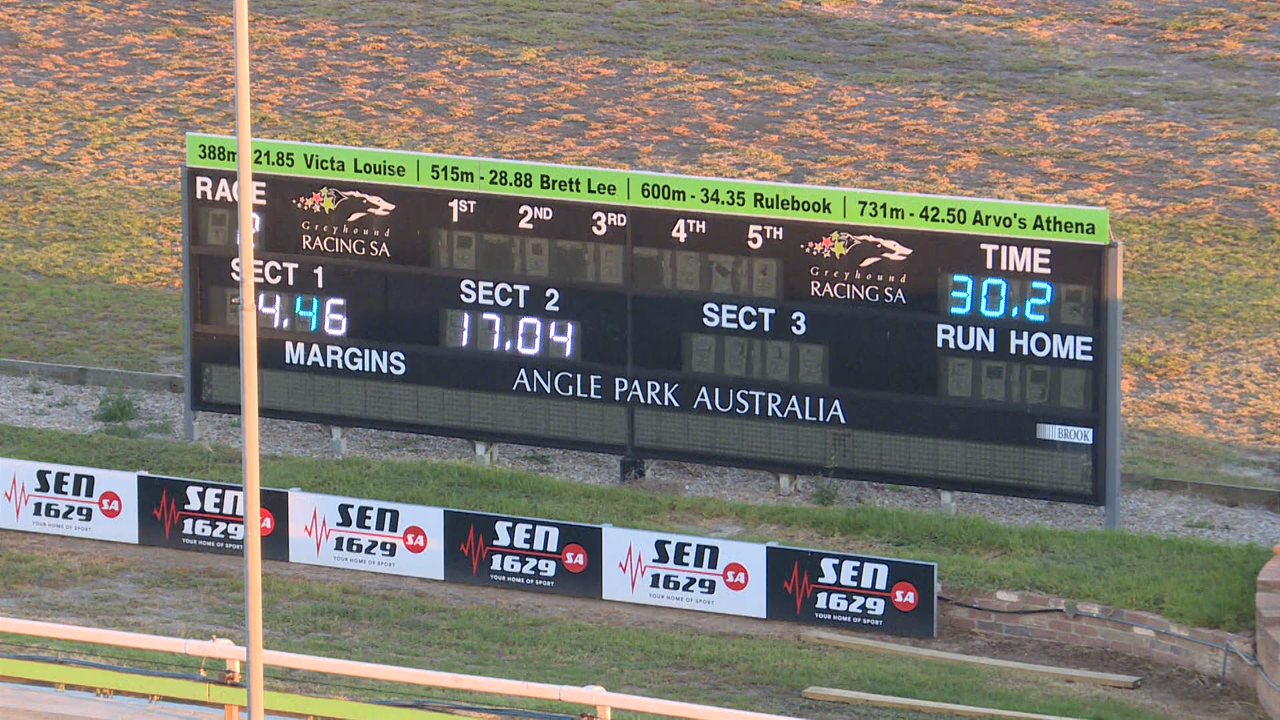 388m 21.85 Victa Louise | 515m - 28.88 Brett Lee | 600m - 34.35 Rulebook | 731m - 42.50 Arvo's Athena
RACE
Greyhound
RACING SA
1ST 2ND 3RD 4TH 5TH
Greyhound
RACING SA
TIME
30.2
SECT 1
4.46
SECT 2
17.04
SECT 3
RUN HOME
MARGINS
ANGLE PARK AUSTRALIA
BROOK
SEN
1629 SA
YOUR HOME OF SPORT
SEN
1629
YOUR HOME OF SPORT
SEN
1629 SA
YOUR HOME OF SPORT
SEN
1629 SA
YOUR HOME OF SPORT
SEN
1629 SA
YOUR HOME OF SPORT
SEN
1629 SA
YOUR HOME OF SPORT